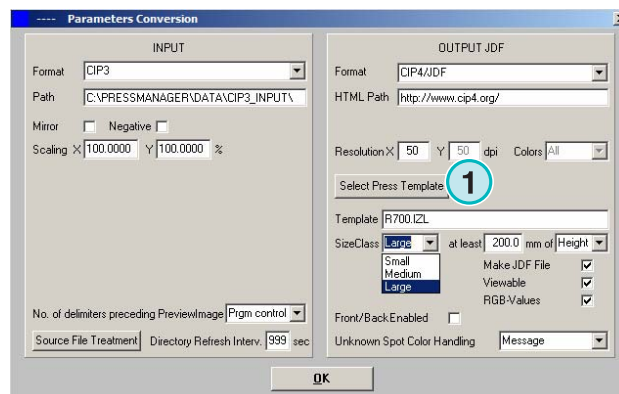 ---- Parameters Conversion
INPUT
Format CIP3
Path C:\PRESSMANAGER\DATA\CIP3_INPUT\
Mirror Negative
Scaling X 100.0000 Y 100.0000 %
No. of delimiters preceding PreviewImage Prgm control
Source File Treatment Directory Refresh Interv. 999 sec
OUTPUT JDF
Format CIP4/JDF
HTML Path http://www.cip4.org/
Resolution X 50 Y 50 dpi Colors All
Select Press Template 1
Template R700.IZL
SizeClass Large at least 200.0 mm of Height
Small
Medium
Large
Make JDF File
Viewable
RGB-Values
Front/Back Enabled
Unknown Spot Color Handling Message
OK